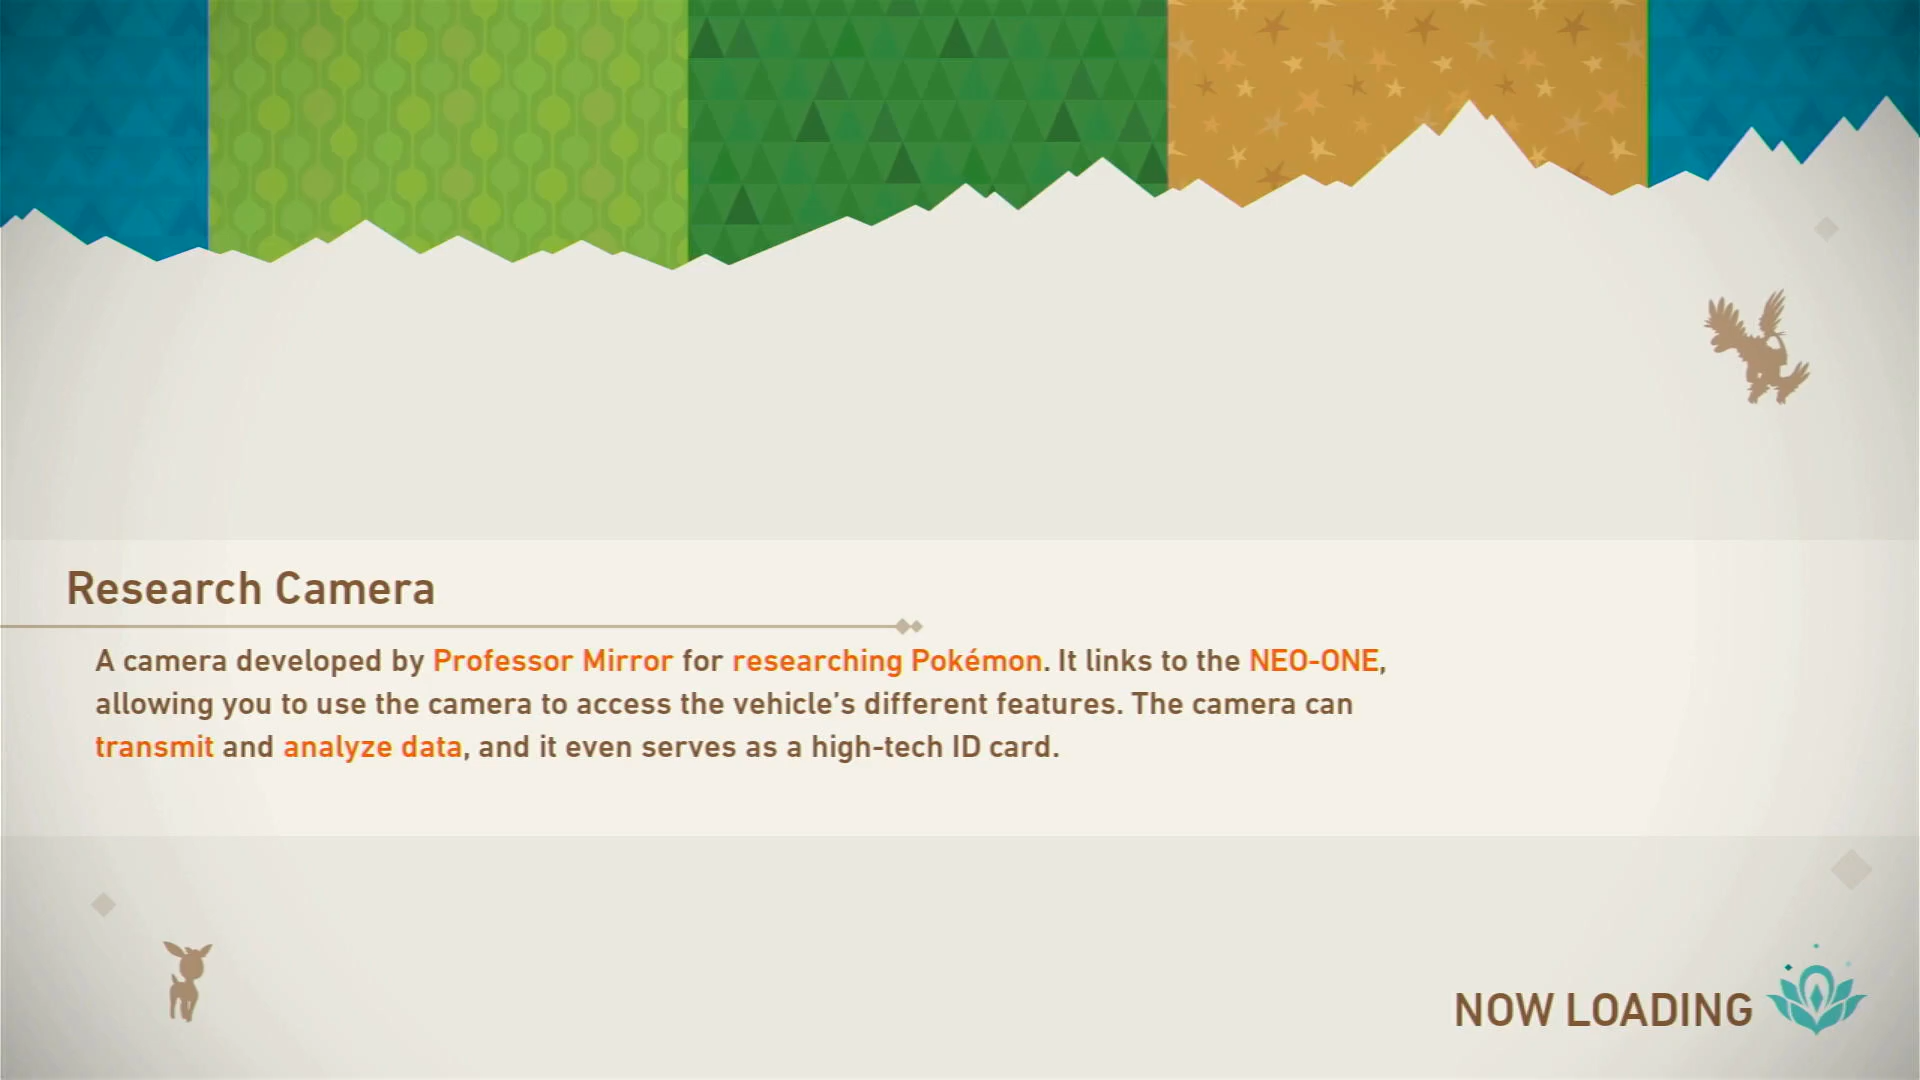 Research Camera
A camera developed by Professor Mirror for researching Pokémon. It links to the NEO-ONE,
allowing you to use the camera to access the vehicle's different features. The camera can
transmit and analyze data, and it even serves as a high-tech ID card.
NOW LOADING